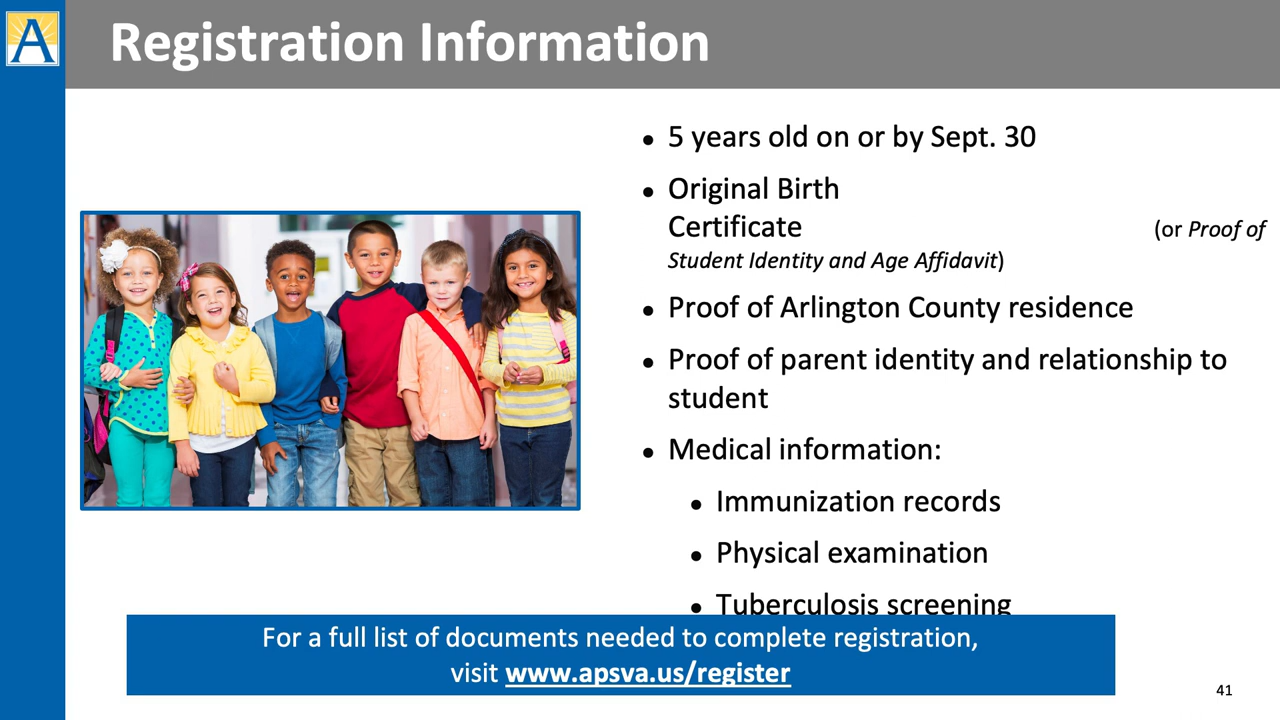 A
Registration Information
• 5 years old on or by Sept. 30
• Original Birth
Certificate (or Proof of
Student Identity and Age Affidavit)
• Proof of Arlington County residence
• Proof of parent identity and relationship to
student
• Medical information:
• Immunization records
• Physical examination
• Tuberculosis screening
For a full list of documents needed to complete registration,
visit www.apsva.us/register
41